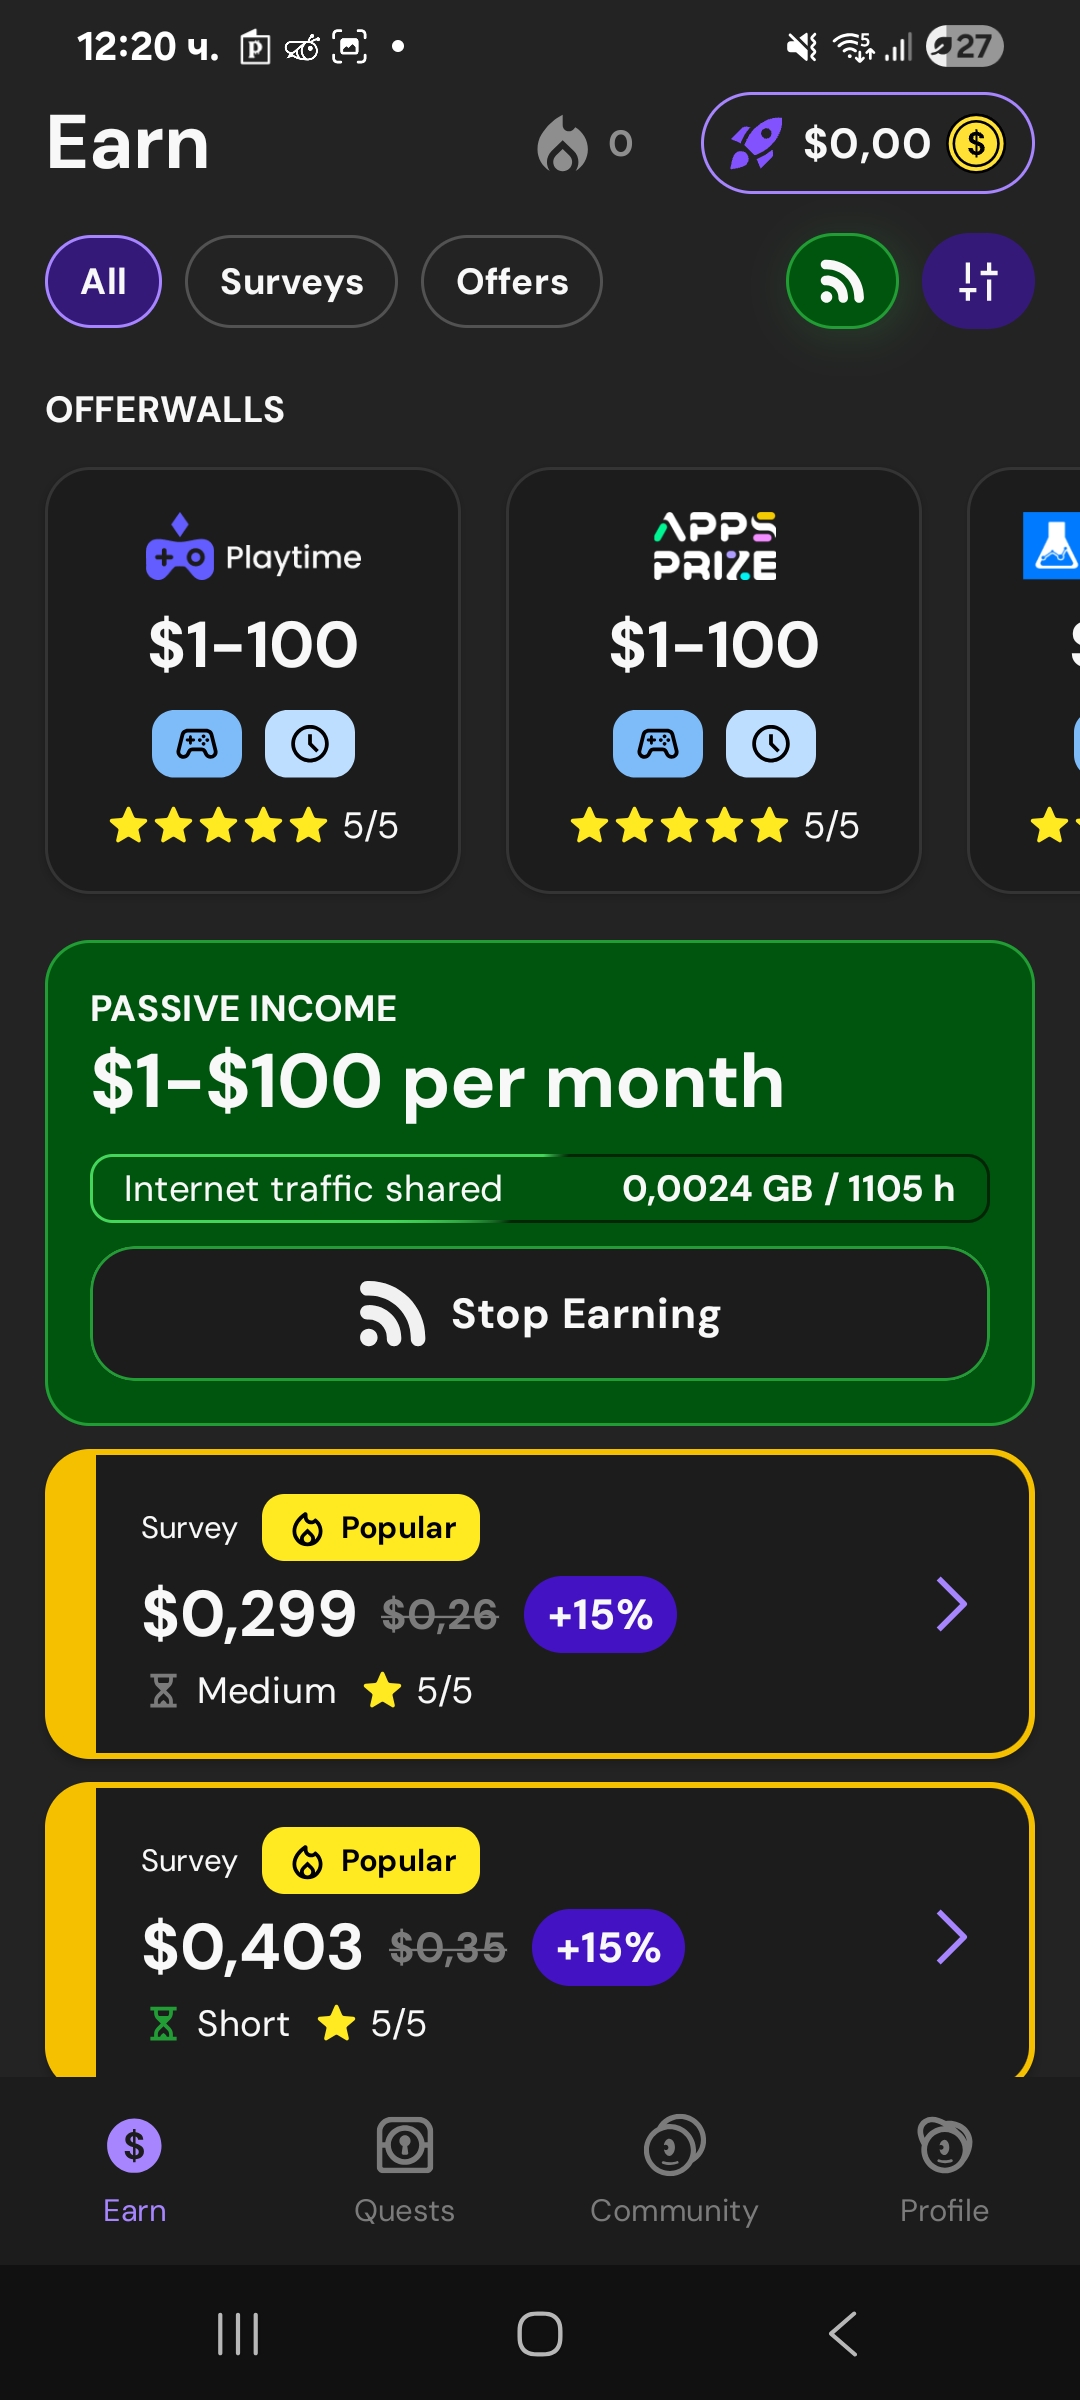 12:20 ч.
27
Earn
0
$0,00
All
Surveys
Offers
OFFERWALLS
Playtime
$1-100
5/5
APPS
PRIZE
$1-100
5/5
PASSIVE INCOME
$1-$100 per month
Internet traffic shared
0,0024 GB / 1105 h
Stop Earning
Survey
Popular
$0,299 $0,26 +15%
Medium
5/5
Survey
Popular
$0,403 $0,35 +15%
Short
5/5
Earn
Quests
Community
Profile